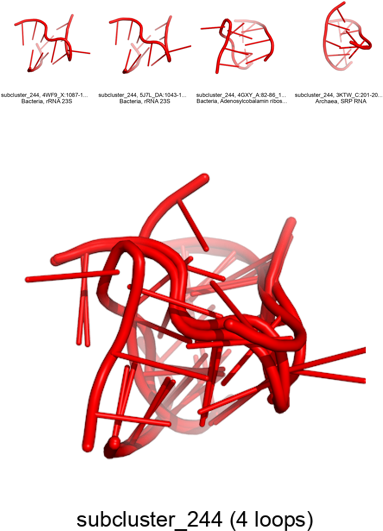 subcluster_244, 4WF9_X:1087-1...
Bacteria, rRNA 23S
subcluster_244, 5J7L_DA:1043-1...
Bacteria, rRNA 23S
subcluster_244, 4GXY_A:82-86_1...
Bacteria, Adenosylcobalamin ribos...
subcluster_244, 3KTW_C:201-20...
Archaea, SRP RNA
subcluster_244 (4 loops)